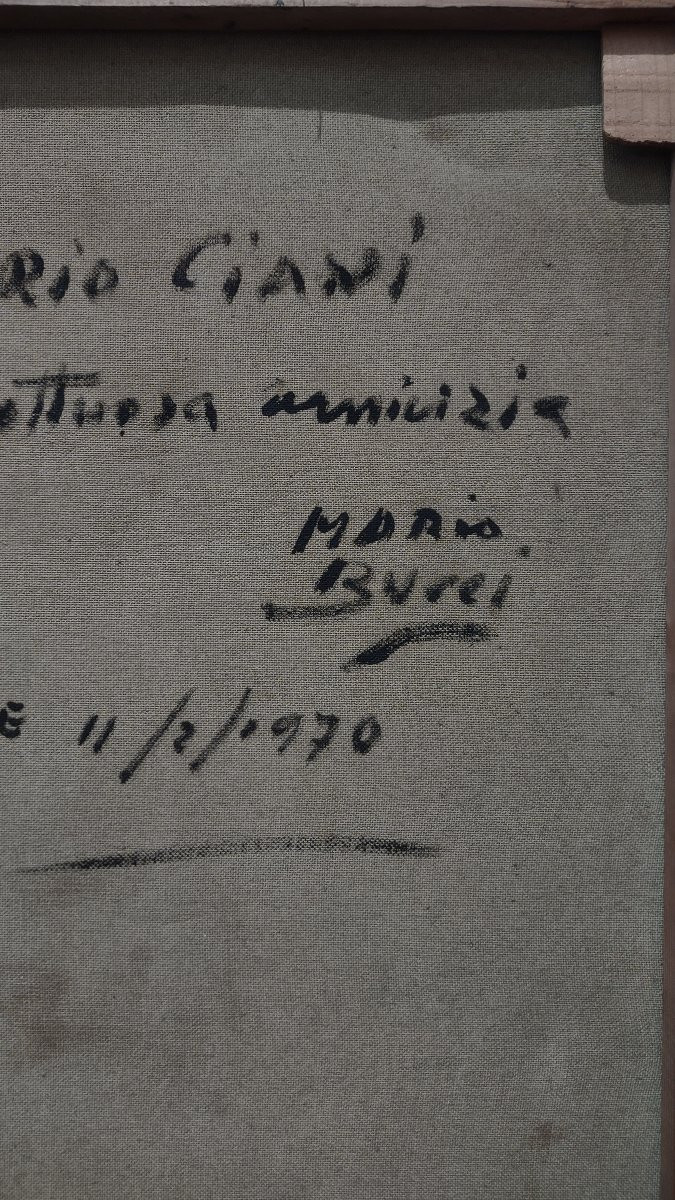 RIO CIANI
ettuosa amicizia
MARIO
BUCCI
E 11/2/1970